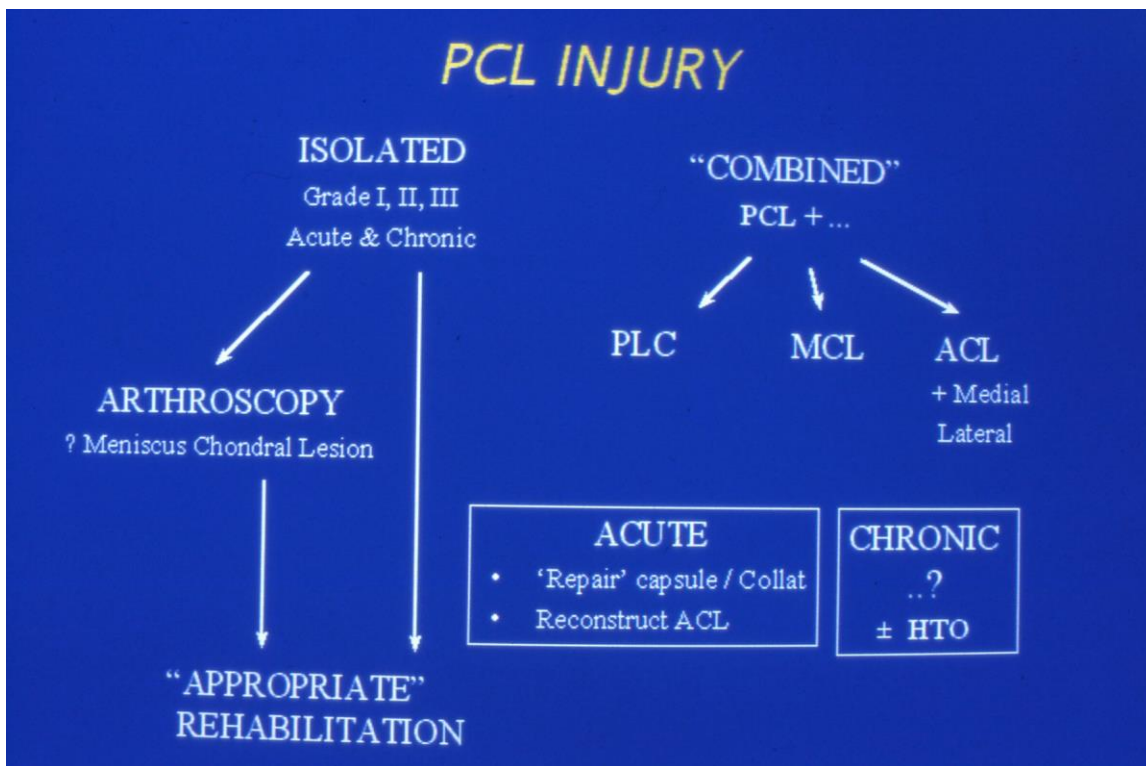 PCL INJURY
ISOLATED
Grade I, II, III
Acute & Chronic
ARTHROSCOPY
? Meniscus Chondral Lesion
“APPROPRIATE”
REHABILITATION
“COMBINED”
PCL + ...
PLC
MCL
ACL
+ Medial
Lateral
ACUTE
• ‘Repair’ capsule / Collat
• Reconstruct ACL
CHRONIC
..?
± HTO